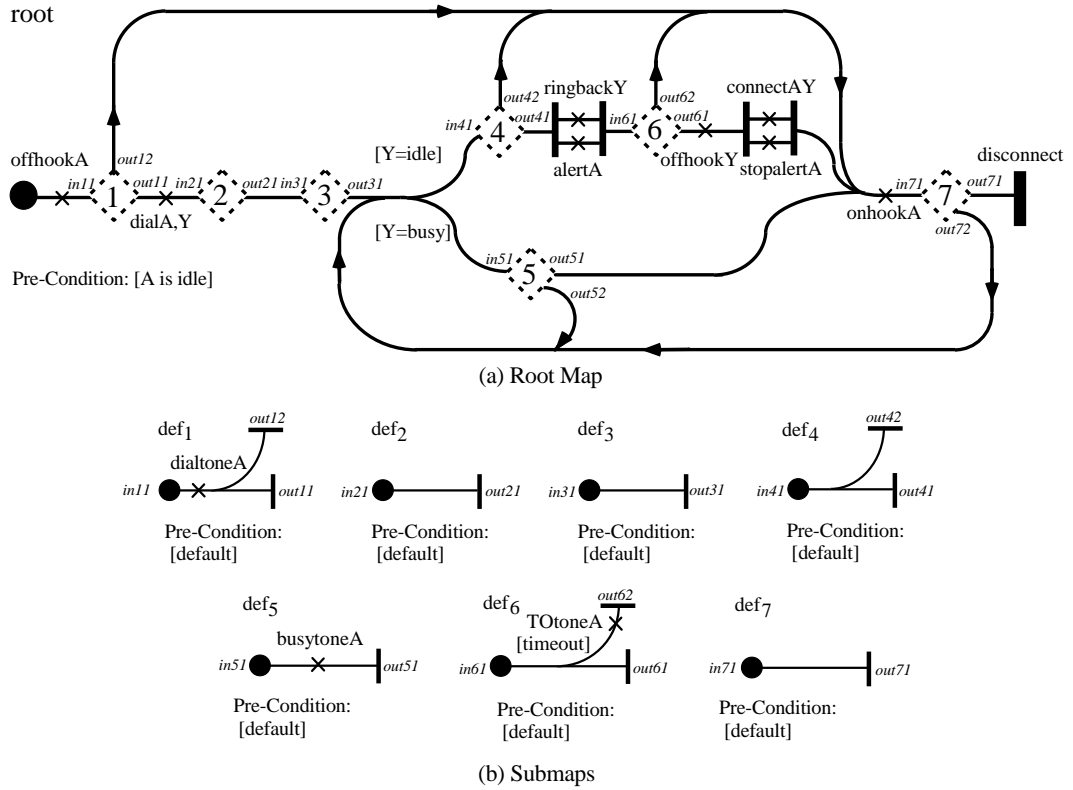 root
out42
ringbackY
out41
in41
4
alertA
in61
out62
6
out61
offhookY
connectAY
stopalertA
[Y=idle]
offhookA
in11
out12
1
out11
dialA,Y
in21
2
out21
in31
3
out31
disconnect
in71
7
out71
out72
onhookA
[Y=busy]
in51
5
out51
out52
Pre-Condition: [A is idle]
(a) Root Map
def1
out12
dialtoneA
in11
out11
Pre-Condition:
[default]
def2
in21
out21
Pre-Condition:
[default]
def3
in31
out31
Pre-Condition:
[default]
def4
out42
in41
out41
Pre-Condition:
[default]
def5
busytoneA
in51
out51
Pre-Condition:
[default]
def6
out62
TOtoneA
[timeout]
in61
out61
Pre-Condition:
[default]
def7
in71
out71
Pre-Condition:
[default]
(b) Submaps